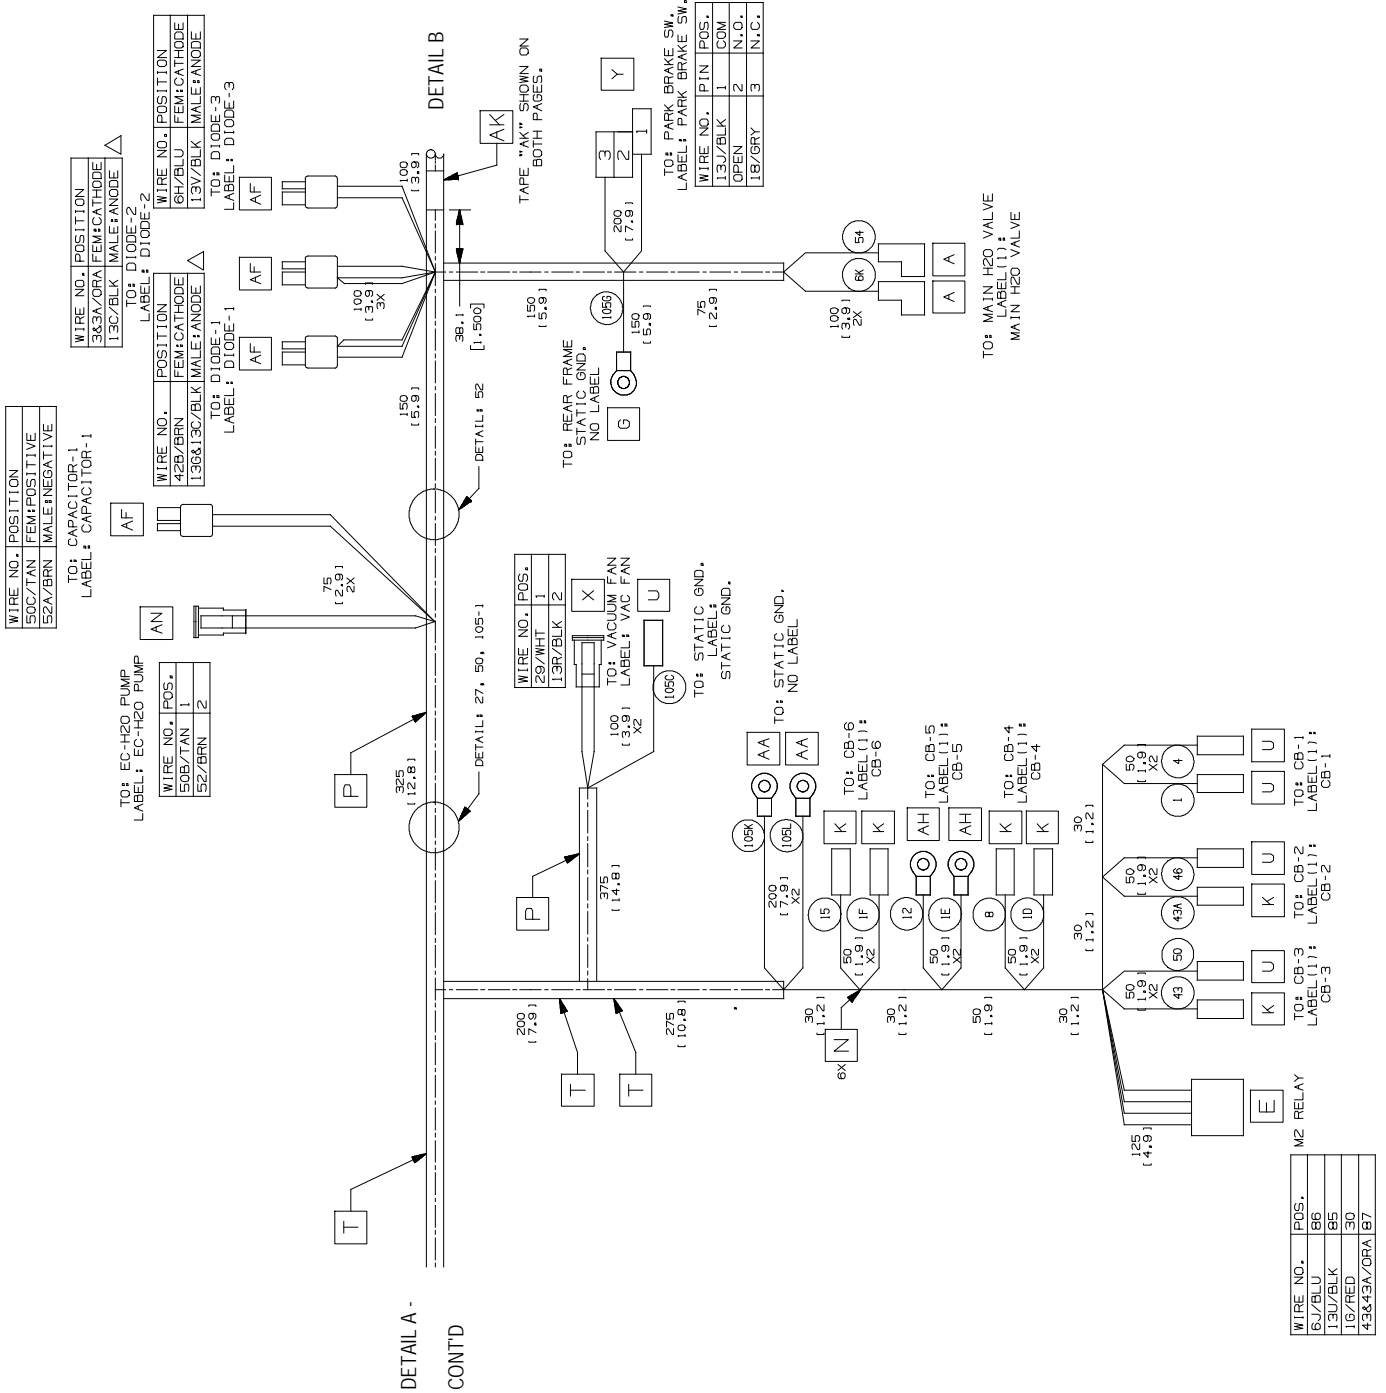 DETAIL A -
CONT'D
DETAIL B
WIRE NO. POSITION
50C/TAN FEM:POSITIVE
52A/BRN MALE:NEGATIVE
TO: CAPACITOR-1
LABEL: CAPACITOR-1
AF
TO: EC-H2O PUMP
LABEL: EC-H2O PUMP
WIRE NO. POS.
50B/TAN 1
52/BRN 2
AN
75
[2.9]
2X
WIRE NO. POSITION
42B/BRN FEM:CATHODE
13G&13C/BLK MALE:ANODE
TO: DIODE-1
LABEL: DIODE-1
AF
WIRE NO. POSITION
3&3A/ORA FEM:CATHODE
13C/BLK MALE:ANODE
TO: DIODE-2
LABEL: DIODE-2
AF
WIRE NO. POSITION
6H/BLU FEM:CATHODE
13V/BLK MALE:ANODE
TO: DIODE-3
LABEL: DIODE-3
AF
100
[3.9]
3X
100
[3.9]
AK
TAPE "AK" SHOWN ON
BOTH PAGES.
T
P
325
[12.8]
DETAIL: 27, 50, 105-1
150
[5.9]
DETAIL: 52
38.1
[1.500]
150
[5.9]
105G
150
[5.9]
TO: REAR FRAME
STATIC GND.
NO LABEL
G
200
[7.9]
3
2
1
Y
TO: PARK BRAKE SW.
LABEL: PARK BRAKE SW.
WIRE NO. PIN POS.
13J/BLK 1 COM
OPEN 2 N.O.
18/GRY 3 N.C.
75
[2.9]
100
[3.9]
2X
6K
54
A
A
TO: MAIN H2O VALVE
LABEL(1):
MAIN H2O VALVE
WIRE NO. POS.
29/WHT 1
13R/BLK 2
X
TO: VACUUM FAN
LABEL: VAC FAN
U
100
[3.9]
X2
105C
TO: STATIC GND.
LABEL:
STATIC GND.
P
375
[14.8]
200
[7.9]
T
T
275
[10.8]
200
[7.9]
X2
105K
105L
AA
AA
TO: STATIC GND.
NO LABEL
30
[1.2]
6X
N
50
[1.9]
X2
15
1F
K
K
TO: CB-6
LABEL(1):
CB-6
30
[1.2]
50
[1.9]
X2
12
1E
AH
AH
TO: CB-5
LABEL(1):
CB-5
50
[1.9]
50
[1.9]
X2
8
1D
K
K
TO: CB-4
LABEL(1):
CB-4
30
[1.2]
30
[1.2]
30
[1.2]
50
[1.9]
X2
43
50
K
U
TO: CB-3
LABEL(1):
CB-3
50
[1.9]
X2
43A
46
K
U
TO: CB-2
LABEL(1):
CB-2
50
[1.9]
X2
1
4
U
U
TO: CB-1
LABEL(1):
CB-1
125
[4.9]
E
M2 RELAY
WIRE NO. POS.
6J/BLU 86
13U/BLK 85
1G/RED 30
43&43A/ORA 87